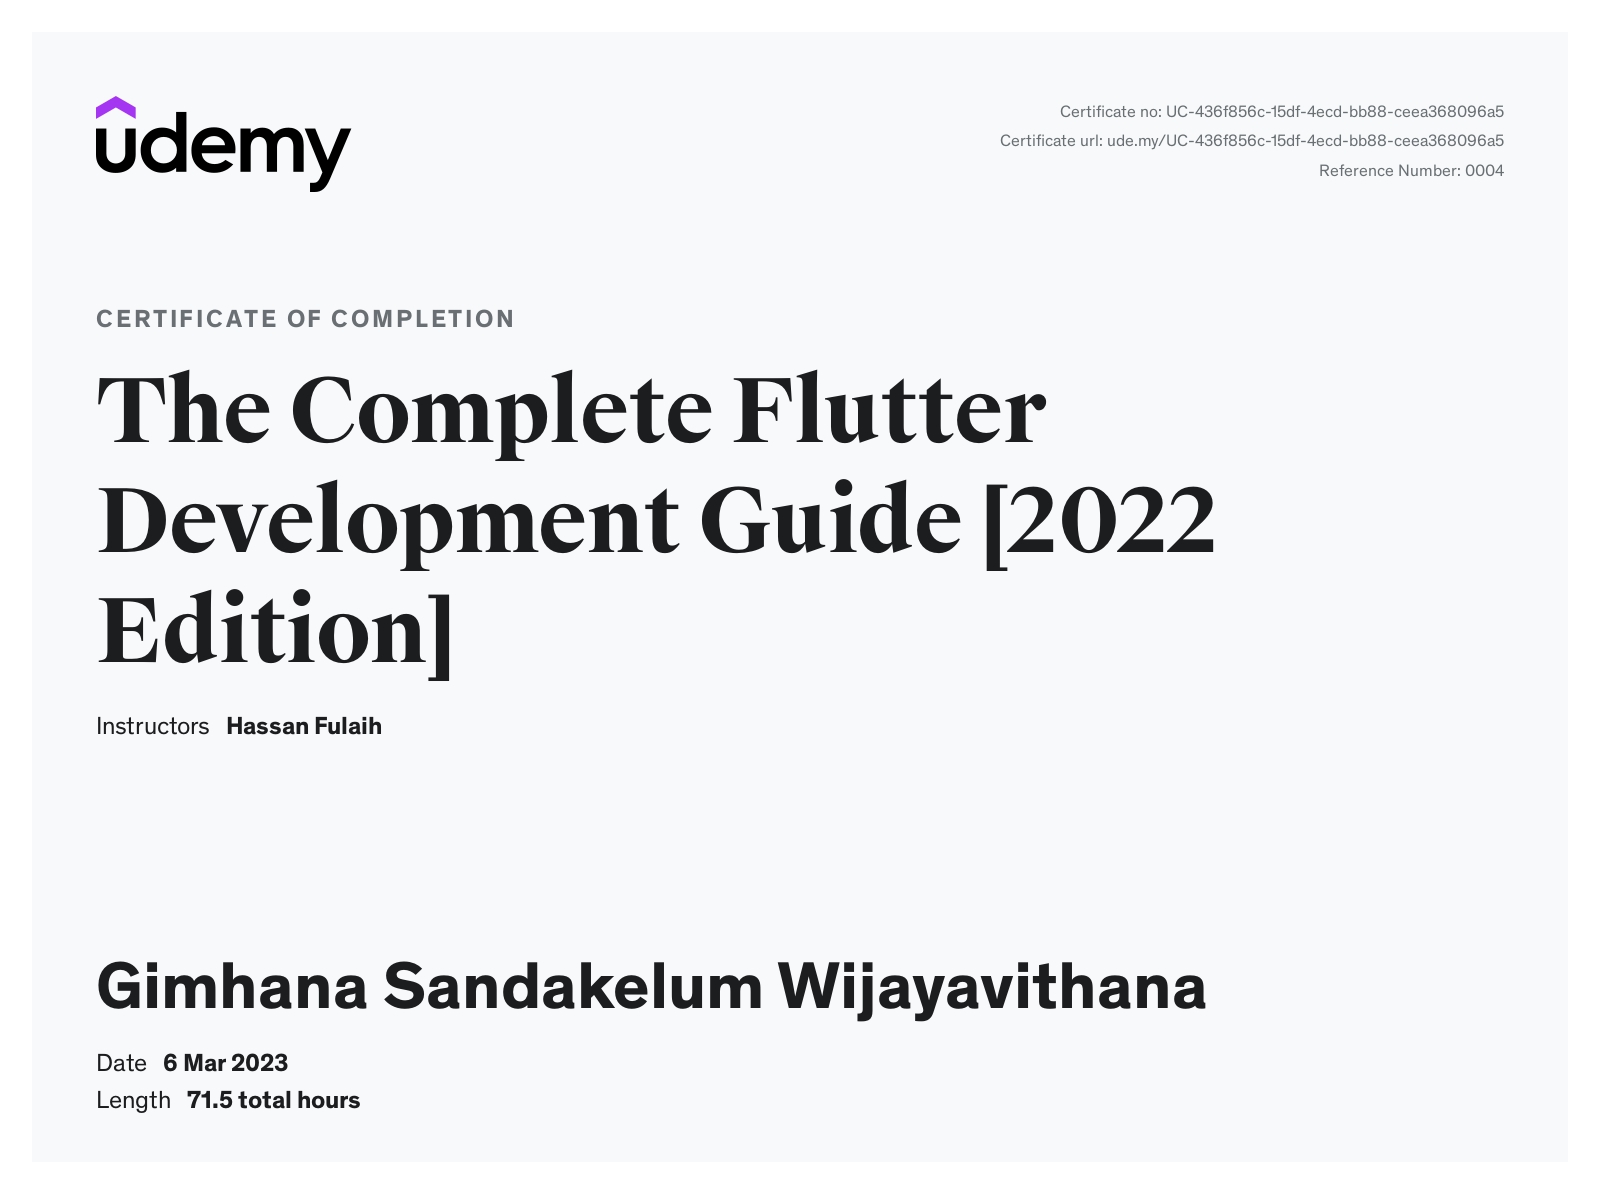 udemy
Certificate no: UC-436f856c-15df-4ecd-bb88-ceea368096a5
Certificate url: ude.my/UC-436f856c-15df-4ecd-bb88-ceea368096a5
Reference Number: 0004
CERTIFICATE OF COMPLETION
The Complete Flutter
Development Guide [2022
Edition]
Instructors Hassan Fulaih
Gimhana Sandakelum Wijayavithana
Date 6 Mar 2023
Length 71.5 total hours